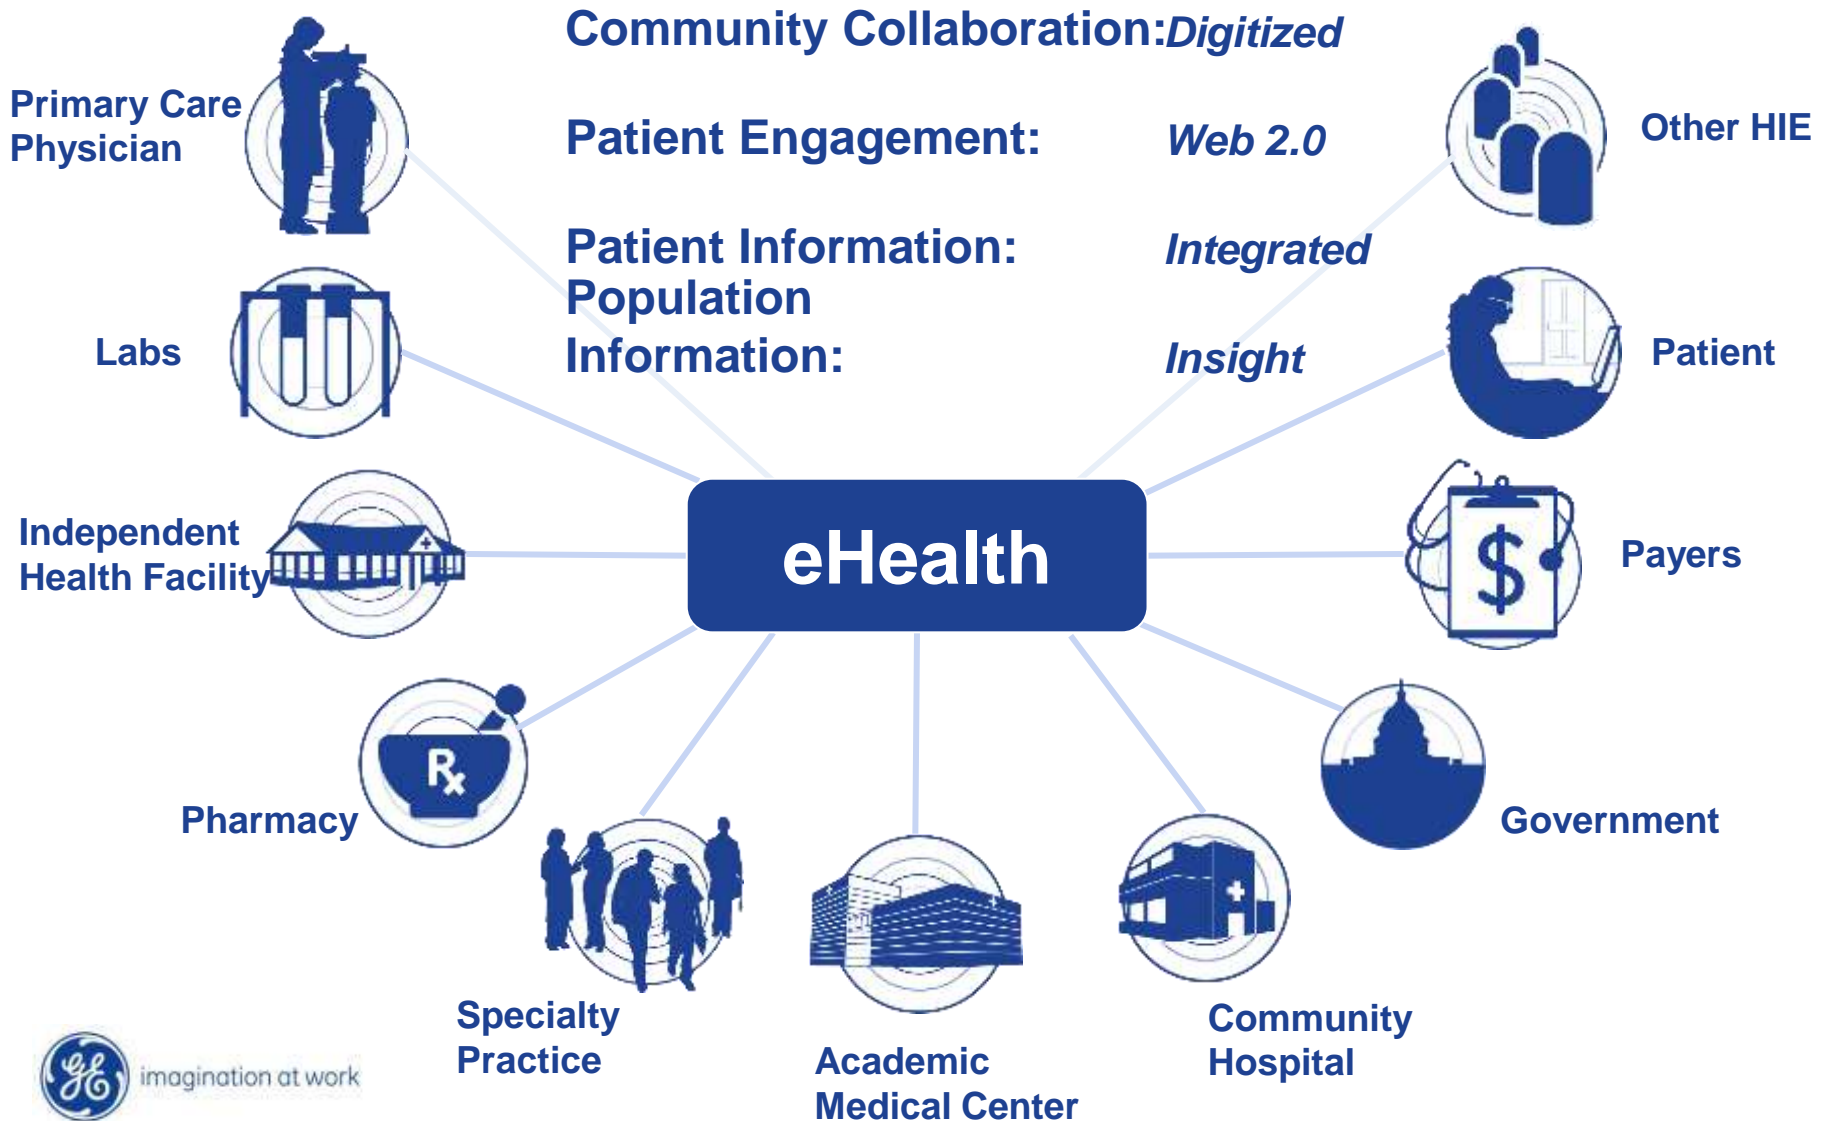 Community Collaboration: Digitized
Patient Engagement: Web 2.0
Patient Information: Integrated
Population
Information: Insight
Primary Care
Physician
Other HIE
Labs
Patient
Independent
Health Facility
eHealth
Payers
$
Rx
Pharmacy
Government
Specialty
Practice
Academic
Medical Center
Community
Hospital
GE imagination at work